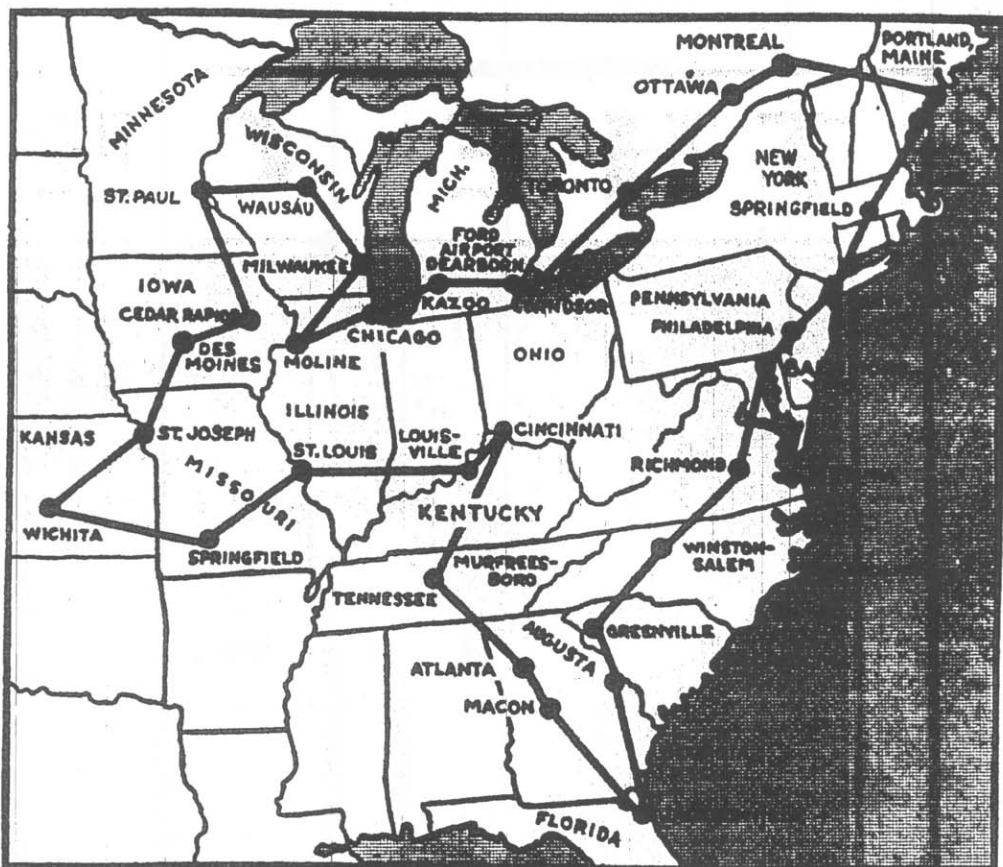 MONTREAL
PORTLAND,
MAINE
OTTAWA
MINNESOTA
WISCONSIN
MICH.
NEW
YORK
TORONTO
ST. PAUL
WAUSAU
SPRINGFIELD
FORD
AIRPORT
DEARBORN
MILWAUKEE
IOWA
KAZOO
WINDSOR
PENNSYLVANIA
CEDAR RAPIDS
CHICAGO
PHILADELPHIA
DES
MOINES
MOLINE
OHIO
ILLINOIS
KANSAS
ST. JOSEPH
LOUIS-
VILLE
CINCINNATI
ST. LOUIS
MISSOURI
RICHMOND
KENTUCKY
WICHITA
SPRINGFIELD
MURFREES-
BORO
WINSTON-
SALEM
TENNESSEE
AUGUSTA
GREENVILLE
ATLANTA
MACON
FLORIDA